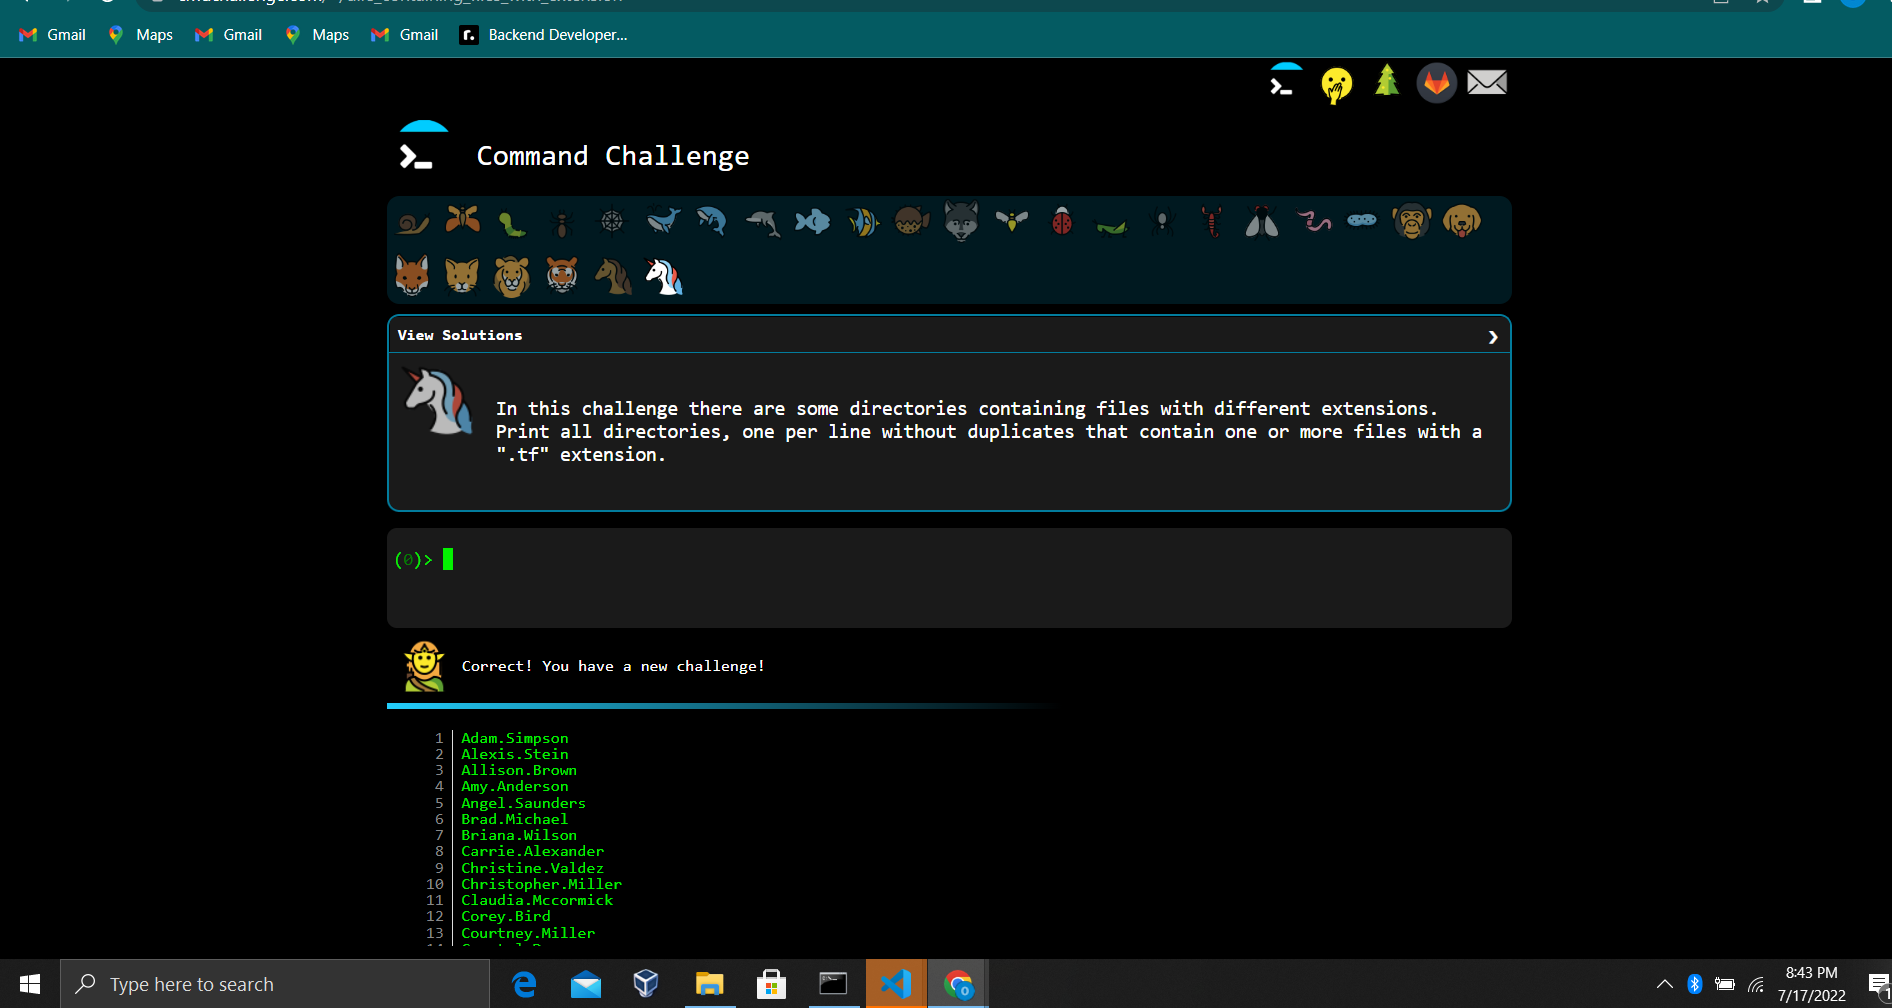 Gmail Maps Gmail Maps Gmail Backend Developer...
Command Challenge
View Solutions
In this challenge there are some directories containing files with different extensions.
Print all directories, one per line without duplicates that contain one or more files with a
".tf" extension.
(0)>
Correct! You have a new challenge!
1 Adam.Simpson
2 Alexis.Stein
3 Allison.Brown
4 Amy.Anderson
5 Angel.Saunders
6 Brad.Michael
7 Briana.Wilson
8 Carrie.Alexander
9 Christine.Valdez
10 Christopher.Miller
11 Claudia.Mccormick
12 Corey.Bird
13 Courtney.Miller
Type here to search
8:43 PM
7/17/2022
1